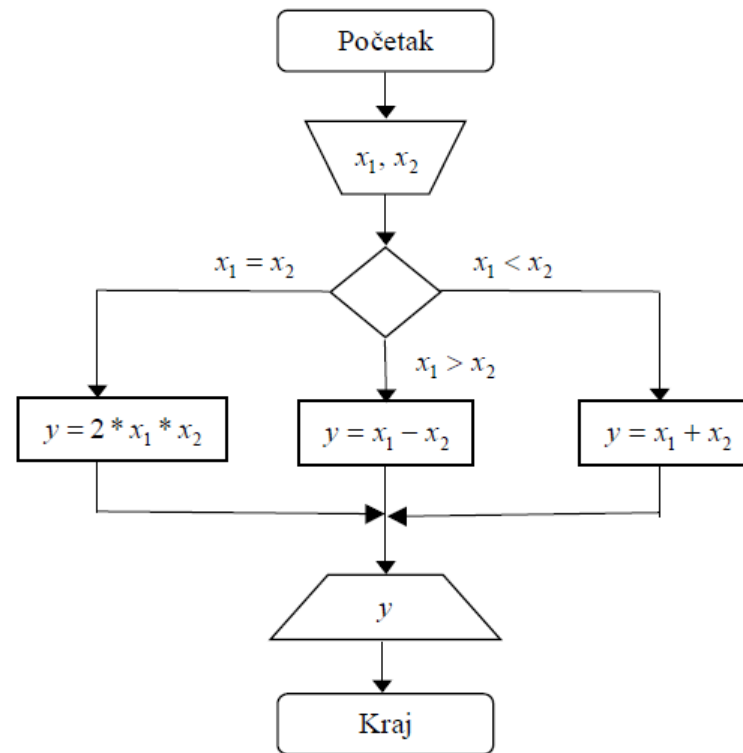 Početak
x₁, x₂
x₁ = x₂
x₁ < x₂
x₁ > x₂
y = 2 * x₁ * x₂
y = x₁ − x₂
y = x₁ + x₂
y
Kraj